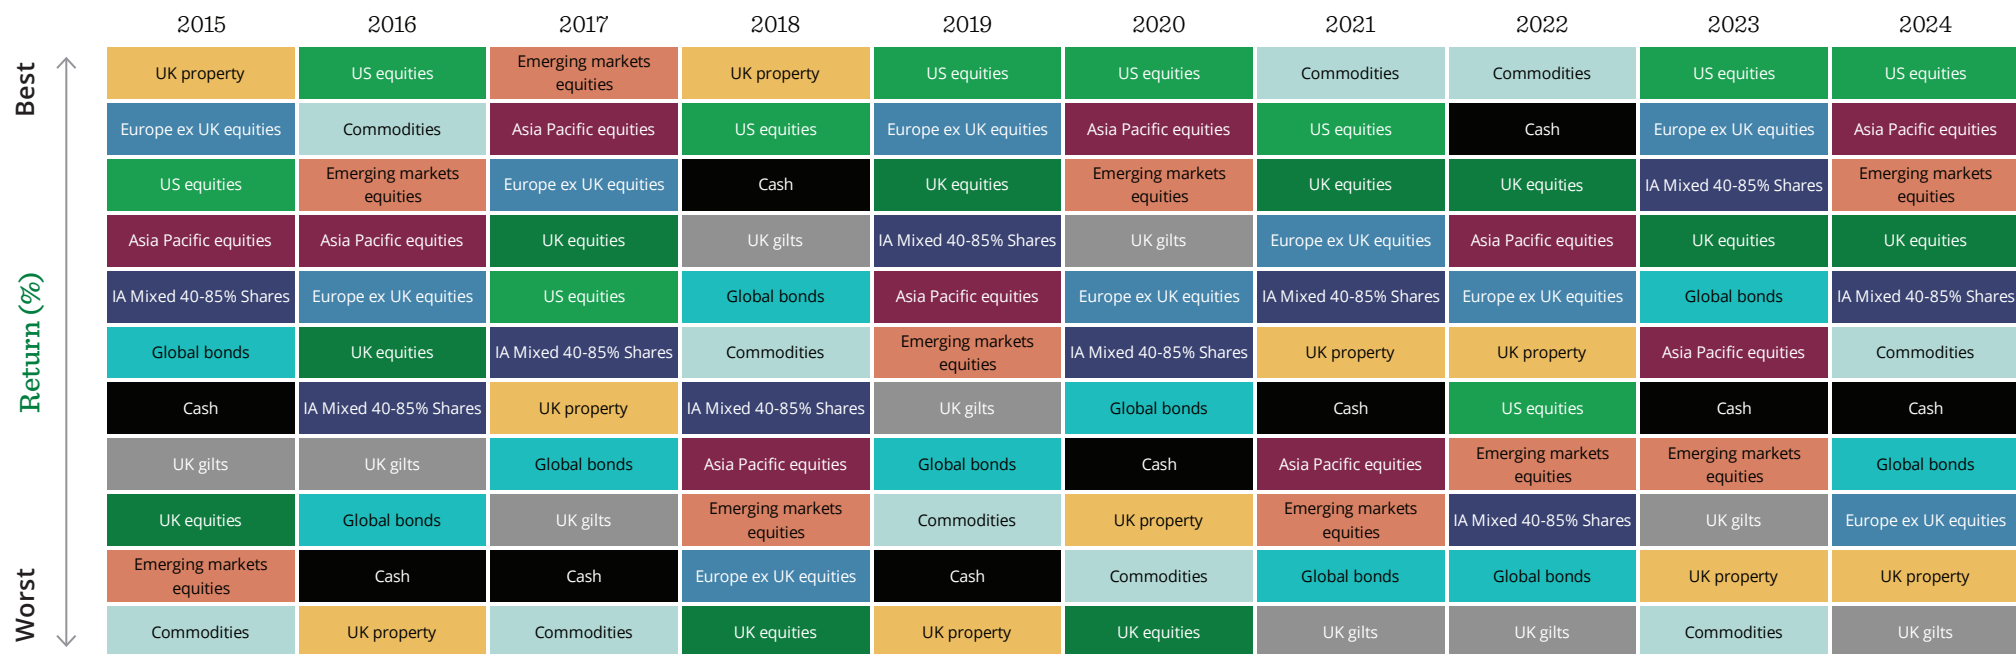 2015 2016 2017 2018 2019 2020 2021 2022 2023 2024
Best
Return (%)
Worst
UK property US equities Emerging markets equities UK property US equities US equities Commodities Commodities US equities US equities
Europe ex UK equities Commodities Asia Pacific equities US equities Europe ex UK equities Asia Pacific equities US equities Cash Europe ex UK equities Asia Pacific equities
US equities Emerging markets equities Europe ex UK equities Cash UK equities Emerging markets equities UK equities UK equities IA Mixed 40-85% Shares Emerging markets equities
Asia Pacific equities Asia Pacific equities UK equities UK gilts IA Mixed 40-85% Shares UK gilts Europe ex UK equities Asia Pacific equities UK equities UK equities
IA Mixed 40-85% Shares Europe ex UK equities US equities Global bonds Asia Pacific equities Europe ex UK equities IA Mixed 40-85% Shares Europe ex UK equities Global bonds IA Mixed 40-85% Shares
Global bonds UK equities IA Mixed 40-85% Shares Commodities Emerging markets equities IA Mixed 40-85% Shares UK property UK property Asia Pacific equities Commodities
Cash IA Mixed 40-85% Shares UK property IA Mixed 40-85% Shares UK gilts Global bonds Cash US equities Cash Cash
UK gilts UK gilts Global bonds Asia Pacific equities Global bonds Cash Asia Pacific equities Emerging markets equities Emerging markets equities Global bonds
UK equities Global bonds UK gilts Emerging markets equities Commodities UK property Emerging markets equities IA Mixed 40-85% Shares UK gilts Europe ex UK equities
Emerging markets equities Cash Cash Europe ex UK equities Cash Commodities Global bonds Global bonds UK property UK property
Commodities UK property Commodities UK equities UK property UK equities UK gilts UK gilts Commodities UK gilts